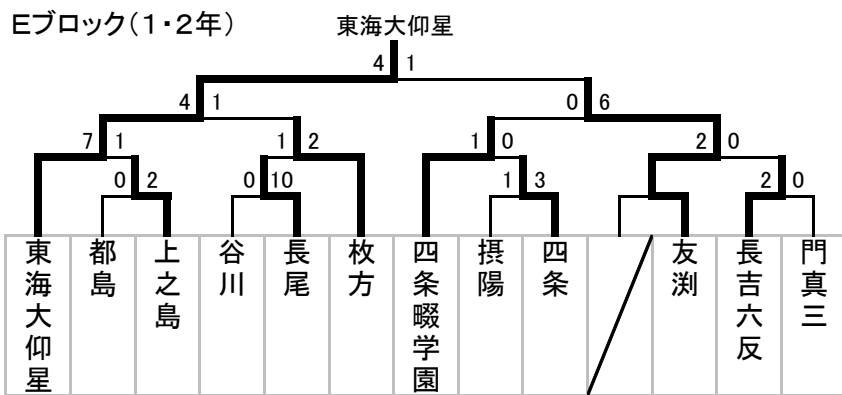 Eブロック(1・2年)
東海大仰星
4 1
4 1
0 6
7 1
1 2
1 0
2 0
0 2
0 10
1 3
2 0
東海大仰星
都島
上之島
谷川
長尾
枚方
四条畷学園
摂陽
四条
友渕
長吉六反
門真三